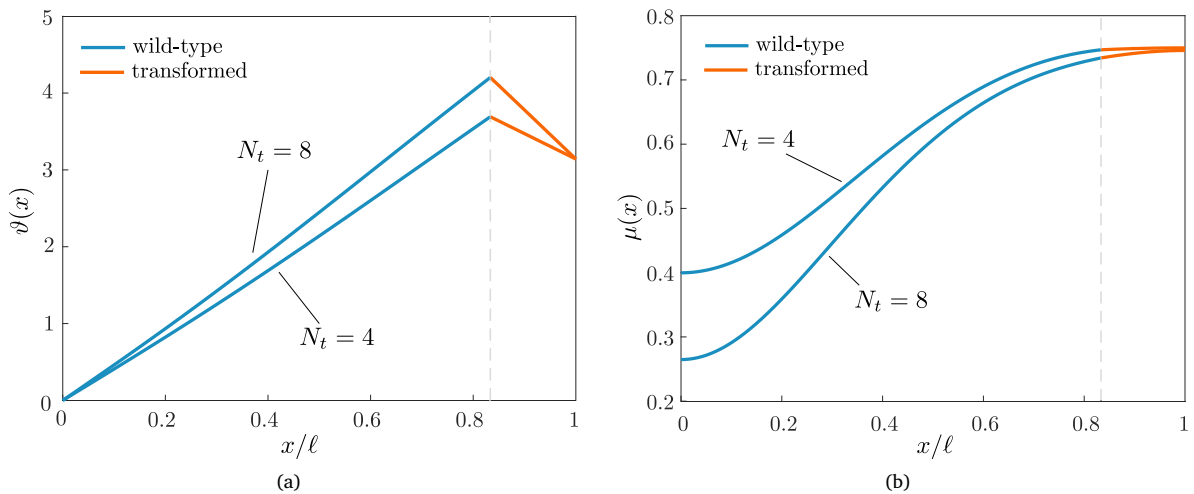 5
4
3
2
1
0
ϑ(x)
wild-type
transformed
N_t = 8
N_t = 4
0
0.2
0.4
0.6
0.8
1
x/ℓ
(a)
0.8
0.7
0.6
0.5
0.4
0.3
0.2
μ(x)
wild-type
transformed
N_t = 4
N_t = 8
0
0.2
0.4
0.6
0.8
1
x/ℓ
(b)